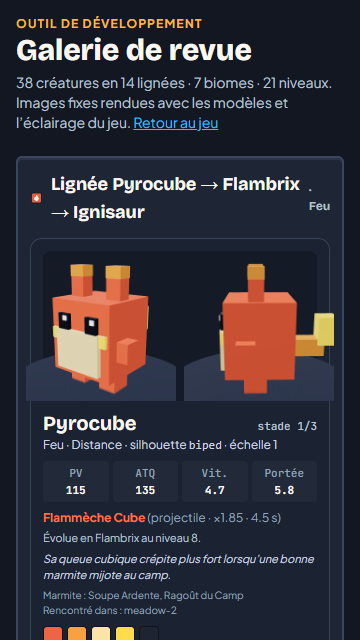 OUTIL DE DÉVELOPPEMENT
Galerie de revue
38 créatures en 14 lignées · 7 biomes · 21 niveaux.
Images fixes rendues avec les modèles et
l'éclairage du jeu. Retour au jeu
Lignée Pyrocube → Flambrix
→ Ignisaur
· Feu
Pyrocube
stade 1/3
Feu · Distance · silhouette biped · échelle 1
PV ATQ Vit. Portée
115 135 4.7 5.8
Flammèche Cube (projectile · ×1.85 · 4.5 s)
Évolue en Flambrix au niveau 8.
Sa queue cubique crépite plus fort lorsqu'une bonne
marmite mijote au camp.
Marmite : Soupe Ardente, Ragoût du Camp
Rencontré dans : meadow-2